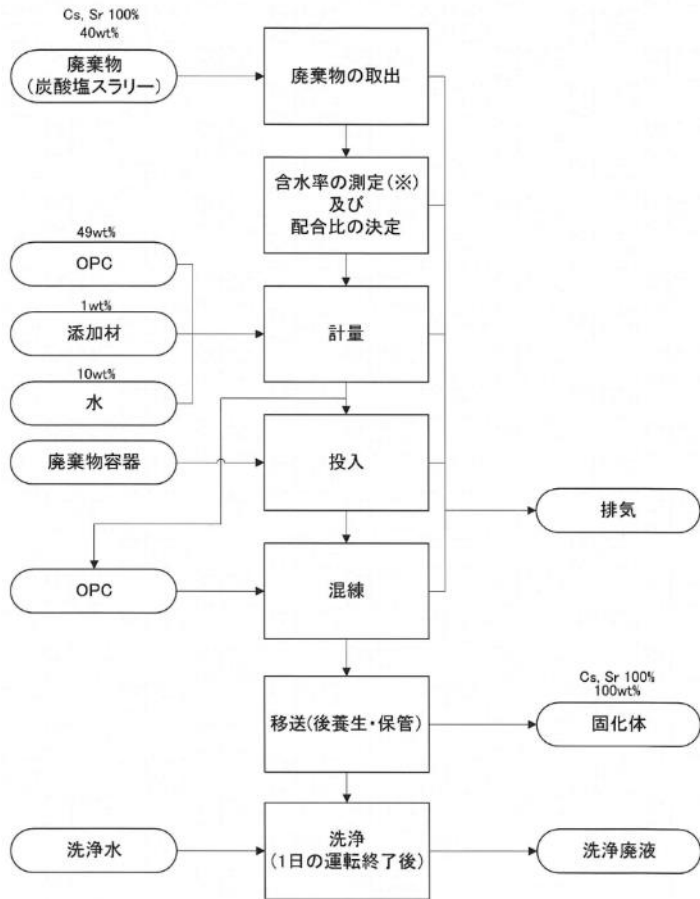 Cs, Sr 100%
40wt%
廃棄物
(炭酸塩スラリー)
廃棄物の取出
含水率の測定(※)
及び
配合比の決定
49wt%
OPC
1wt%
添加材
計量
10wt%
水
廃棄物容器
投入
排気
OPC
混練
Cs, Sr 100%
100wt%
移送(後養生・保管)
固化体
洗浄水
洗浄
(1日の運転終了後)
洗浄廃液